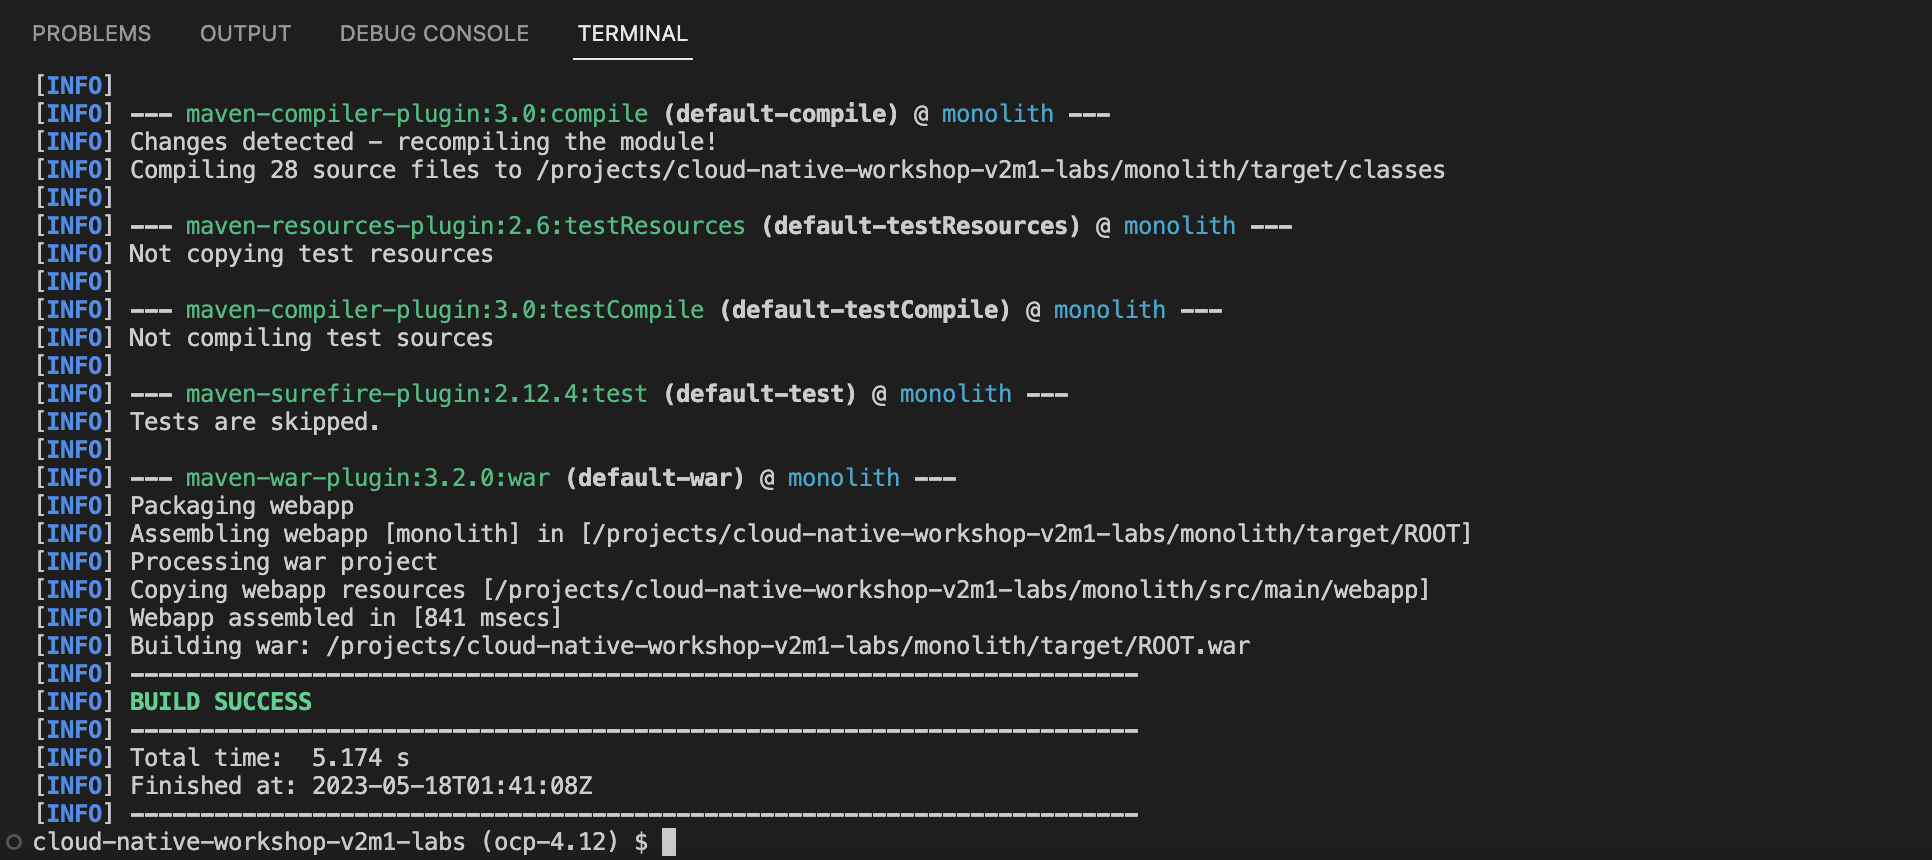 PROBLEMS OUTPUT DEBUG CONSOLE TERMINAL
[INFO]
[INFO] --- maven-compiler-plugin:3.0:compile (default-compile) @ monolith ---
[INFO] Changes detected - recompiling the module!
[INFO] Compiling 28 source files to /projects/cloud-native-workshop-v2m1-labs/monolith/target/classes
[INFO]
[INFO] --- maven-resources-plugin:2.6:testResources (default-testResources) @ monolith ---
[INFO] Not copying test resources
[INFO]
[INFO] --- maven-compiler-plugin:3.0:testCompile (default-testCompile) @ monolith ---
[INFO] Not compiling test sources
[INFO]
[INFO] --- maven-surefire-plugin:2.12.4:test (default-test) @ monolith ---
[INFO] Tests are skipped.
[INFO]
[INFO] --- maven-war-plugin:3.2.0:war (default-war) @ monolith ---
[INFO] Packaging webapp
[INFO] Assembling webapp [monolith] in [/projects/cloud-native-workshop-v2m1-labs/monolith/target/ROOT]
[INFO] Processing war project
[INFO] Copying webapp resources [/projects/cloud-native-workshop-v2m1-labs/monolith/src/main/webapp]
[INFO] Webapp assembled in [841 msecs]
[INFO] Building war: /projects/cloud-native-workshop-v2m1-labs/monolith/target/ROOT.war
[INFO] ------------------------------------------------------------------------
[INFO] BUILD SUCCESS
[INFO] ------------------------------------------------------------------------
[INFO] Total time:  5.174 s
[INFO] Finished at: 2023-05-18T01:41:08Z
[INFO] ------------------------------------------------------------------------
cloud-native-workshop-v2m1-labs (ocp-4.12) $